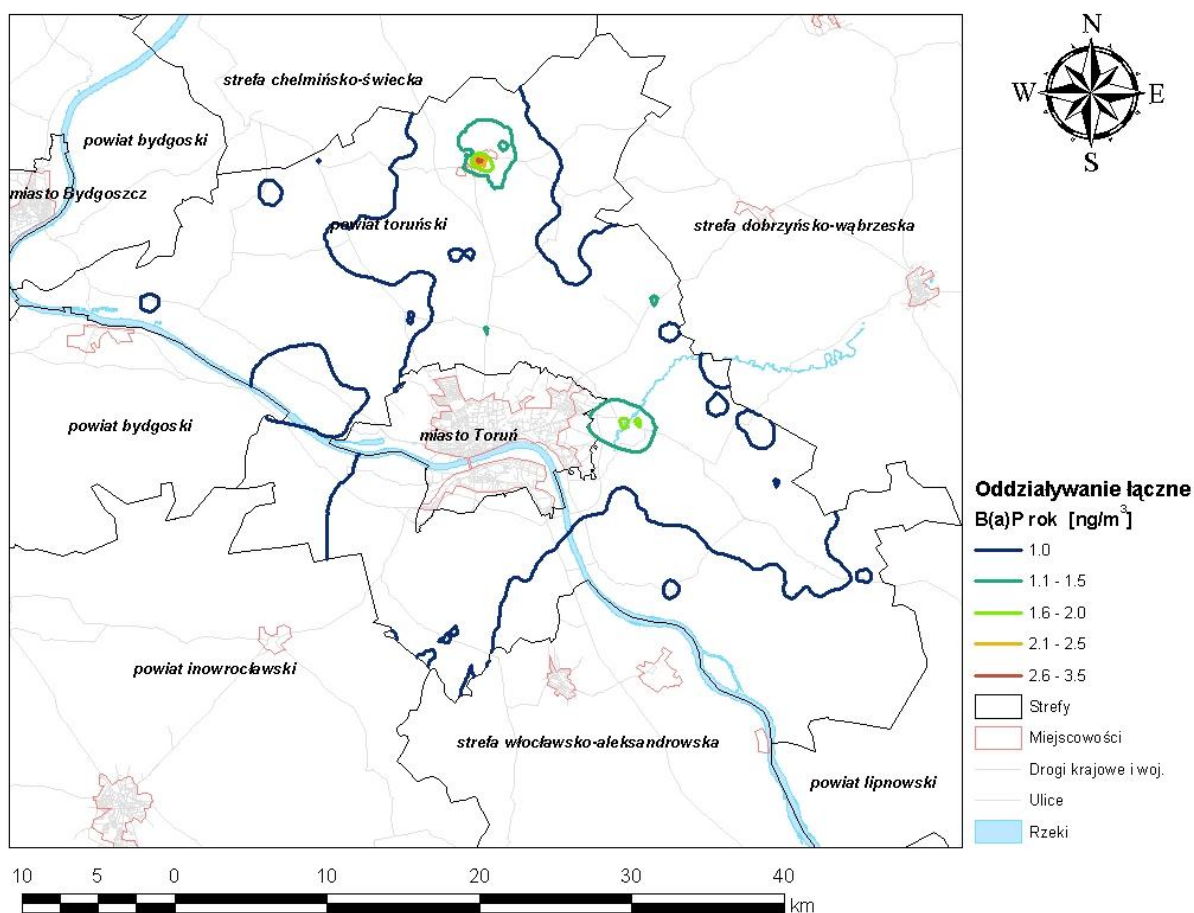 N
W E
S
strefa chełmińsko-świecka
powiat bydgoski
miasto Bydgoszcz
powiat toruński
strefa dobrzyńsko-wąbrzeska
powiat bydgoski
miasto Toruń
powiat inowrocławski
strefa włocławsko-aleksandrowska
powiat lipnowski
Oddziaływanie łączne
B(a)P rok [ng/m³]
1.0
1.1 - 1.5
1.6 - 2.0
2.1 - 2.5
2.6 - 3.5
Strefy
Miejscowości
Drogi krajowe i woj.
Ulice
Rzeki
10 5 0 10 20 30 40
km